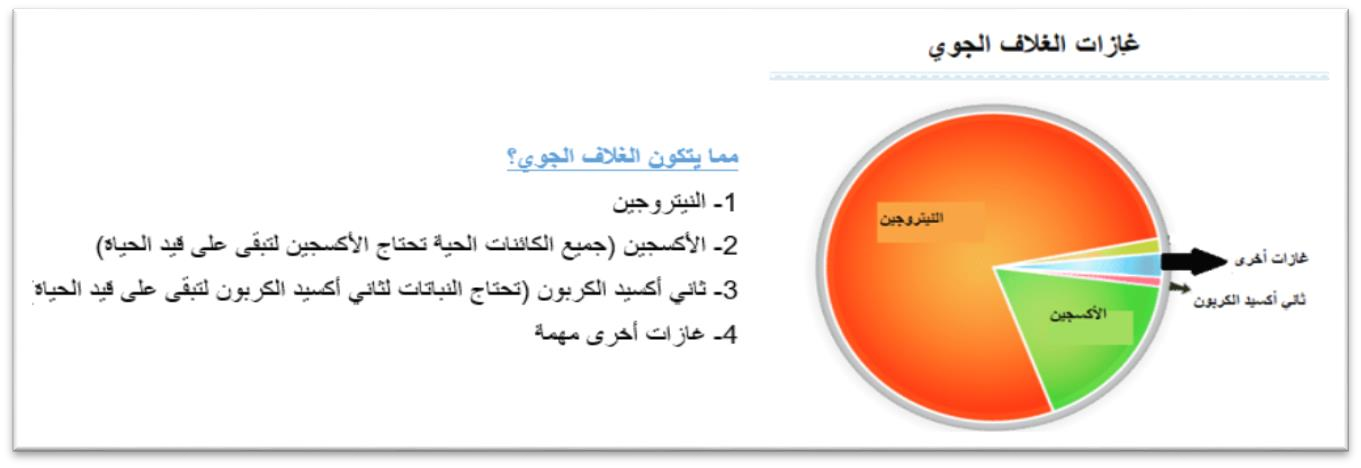 غازات الغلاف الجوي
مما يتكون الغلاف الجوي؟
1- النيتروجين
2- الأكسجين (جميع الكائنات الحية تحتاج الأكسجين لتبقى على قيد الحياة)
3- ثاني أكسيد الكربون (تحتاج النباتات لثاني أكسيد الكربون لتبقى على قيد الحياة)
4- غازات أخرى مهمة
النيتروجين
غازات أخرى
ثاني أكسيد الكربون
الأكسجين